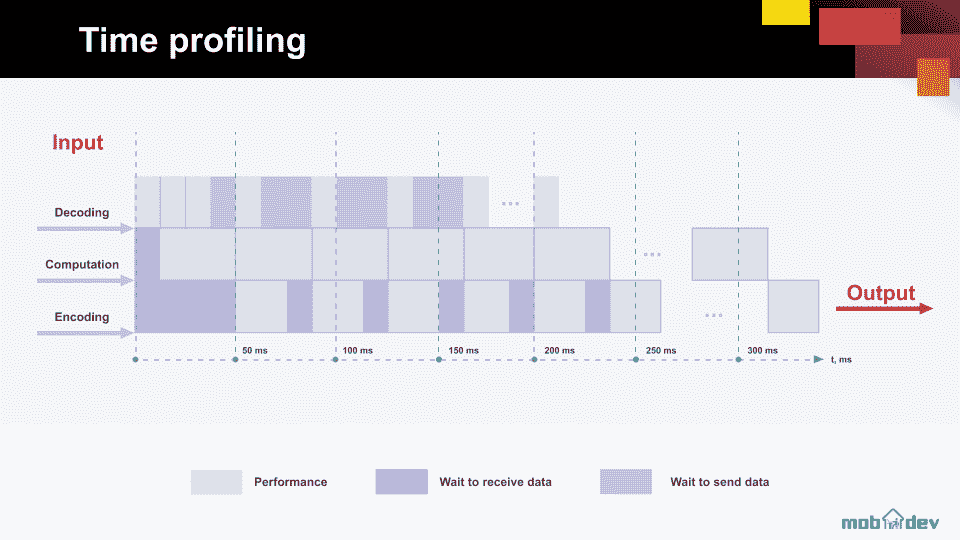 Time profiling
Input
Decoding
Computation
Encoding
Output
50 ms
100 ms
150 ms
200 ms
250 ms
300 ms
t, ms
Performance
Wait to receive data
Wait to send data
mobidev